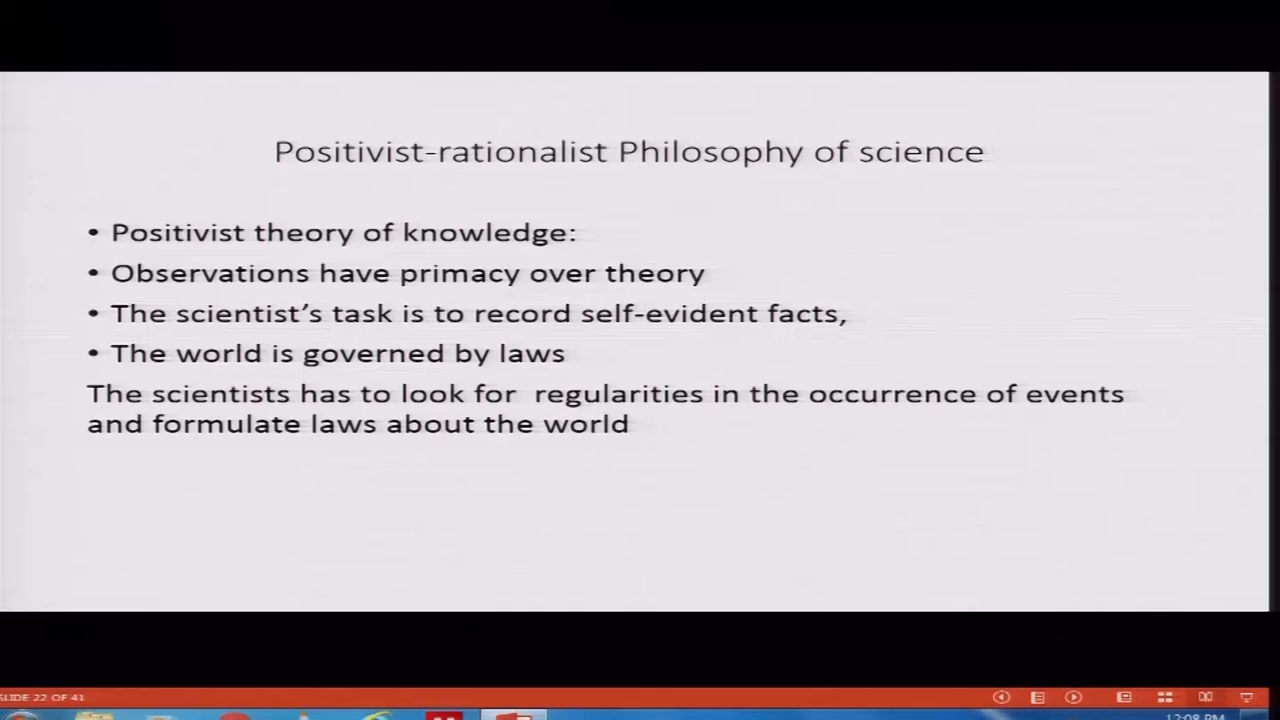 Positivist-rationalist Philosophy of science
• Positivist theory of knowledge:
• Observations have primacy over theory
• The scientist’s task is to record self-evident facts,
• The world is governed by laws
The scientists has to look for regularities in the occurrence of events
and formulate laws about the world
SLIDE 22 OF 41
12:08 PM